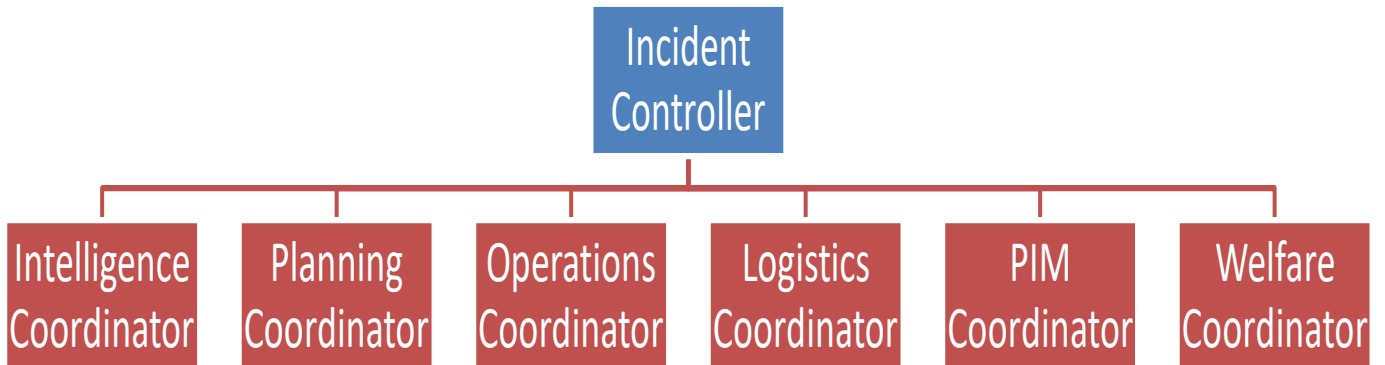 Incident
Controller
Intelligence
Coordinator
Planning
Coordinator
Operations
Coordinator
Logistics
Coordinator
PIM
Coordinator
Welfare
Coordinator